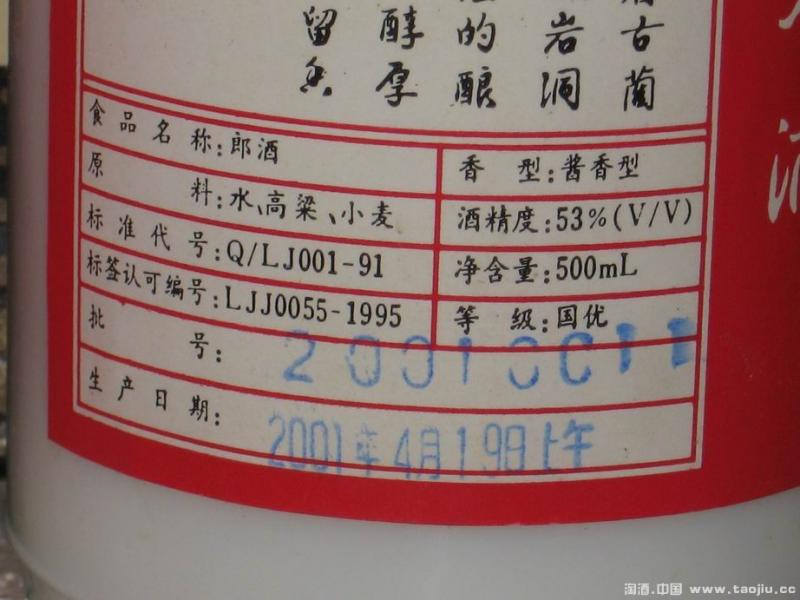 古蔺
岩洞
的酿
醇厚
留香
食品名称:郎酒
香型:酱香型
原料:水、高粱、小麦
酒精度:53%(V/V)
标准代号:Q/LJ001-91
净含量:500mL
标签认可编号:LJJ0055-1995
等级:国优
批号:
生产日期:2001年4月19日上午
淘酒.中国 www.taojiu.cc